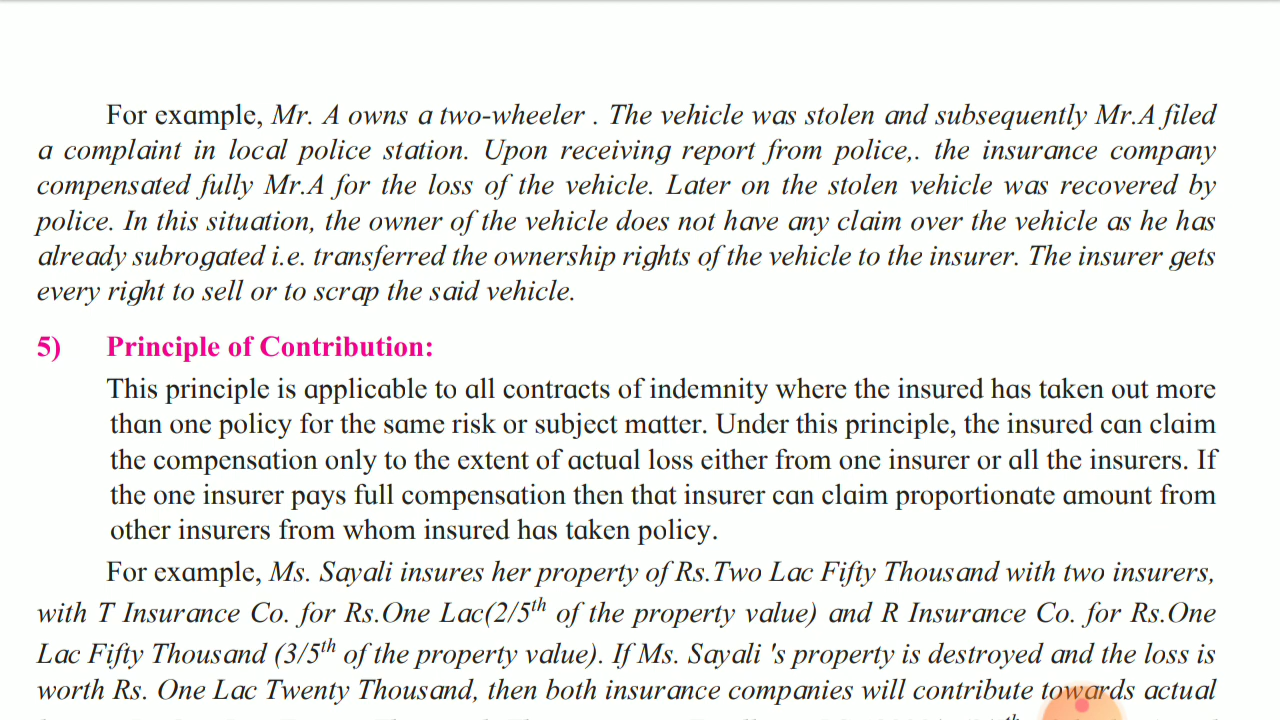 For example, Mr. A owns a two-wheeler . The vehicle was stolen and subsequently Mr.A filed
a complaint in local police station. Upon receiving report from police,. the insurance company
compensated fully Mr.A for the loss of the vehicle. Later on the stolen vehicle was recovered by
police. In this situation, the owner of the vehicle does not have any claim over the vehicle as he has
already subrogated i.e. transferred the ownership rights of the vehicle to the insurer. The insurer gets
every right to sell or to scrap the said vehicle.
5) Principle of Contribution:
This principle is applicable to all contracts of indemnity where the insured has taken out more
than one policy for the same risk or subject matter. Under this principle, the insured can claim
the compensation only to the extent of actual loss either from one insurer or all the insurers. If
the one insurer pays full compensation then that insurer can claim proportionate amount from
other insurers from whom insured has taken policy.
For example, Ms. Sayali insures her property of Rs.Two Lac Fifty Thousand with two insurers,
with T Insurance Co. for Rs.One Lac(2/5th of the property value) and R Insurance Co. for Rs.One
Lac Fifty Thousand (3/5th of the property value). If Ms. Sayali 's property is destroyed and the loss is
worth Rs. One Lac Twenty Thousand, then both insurance companies will contribute towards actual